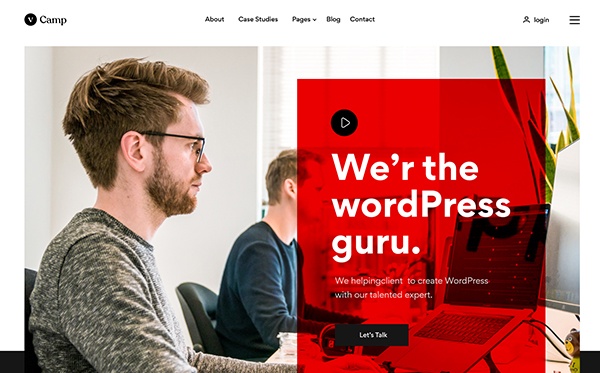 v Camp
About Case Studies Pages Blog Contact
login
We'r the
wordPress
guru.
We helpingclient to create WordPress
with our talented expert.
Let's Talk